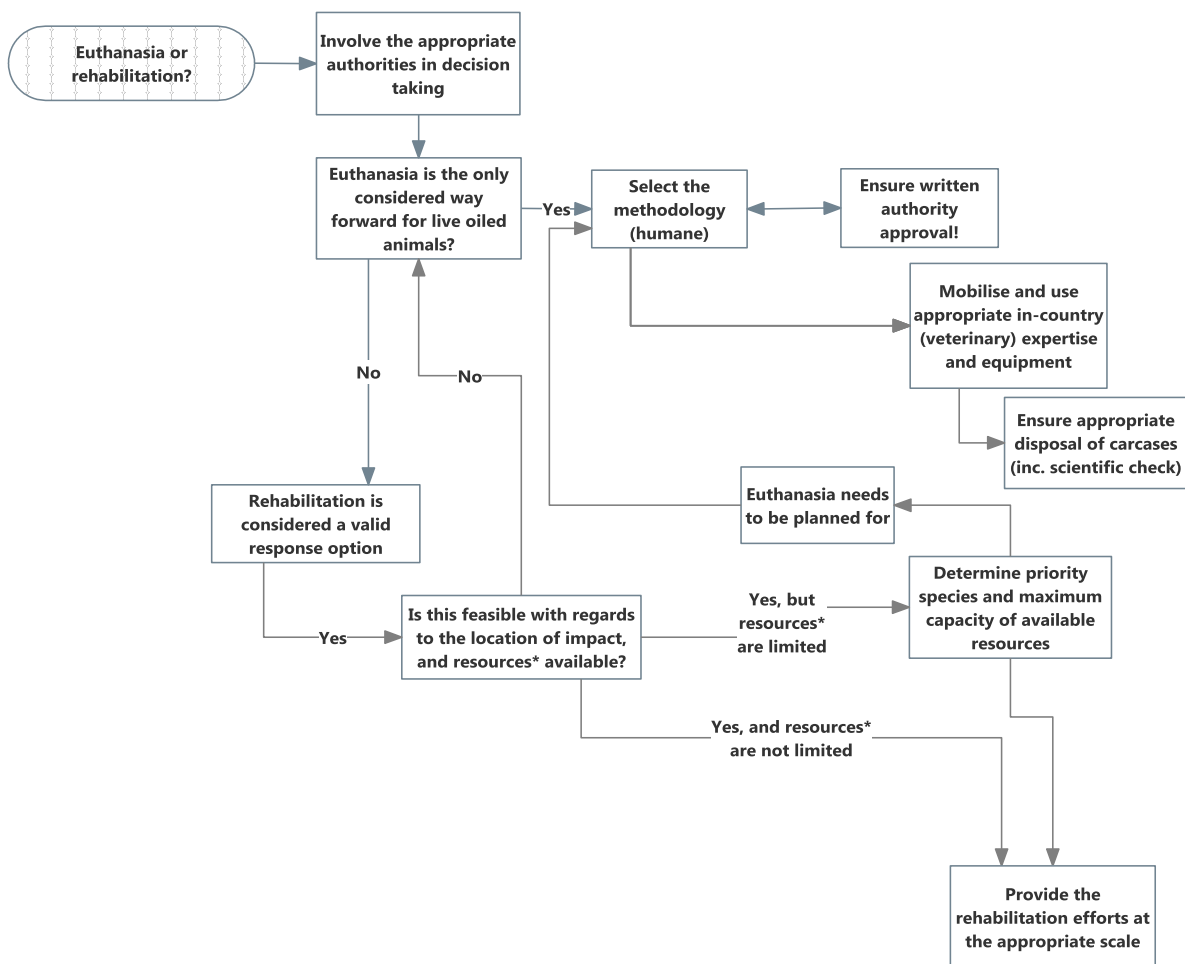 Euthanasia or
rehabilitation?
Involve the appropriate
authorities in decision
taking
Euthanasia is the only
considered way
forward for live oiled
animals?
Yes
Select the
methodology
(humane)
Ensure written
authority
approval!
Mobilise and use
appropriate in-country
(veterinary) expertise
and equipment
No
No
Ensure appropriate
disposal of carcases
(inc. scientific check)
Rehabilitation is
considered a valid
response option
Euthanasia needs
to be planned for
Yes
Is this feasible with regards
to the location of impact,
and resources* available?
Yes, but
resources*
are limited
Determine priority
species and maximum
capacity of available
resources
Yes, and resources*
are not limited
Provide the
rehabilitation efforts at
the appropriate scale